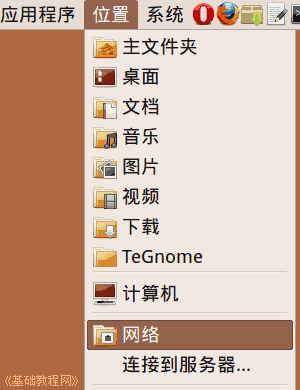 应用程序 位置 系统
主文件夹
桌面
文档
音乐
图片
视频
下载
TeGnome
计算机
网络
连接到服务器...
《基础教程网》